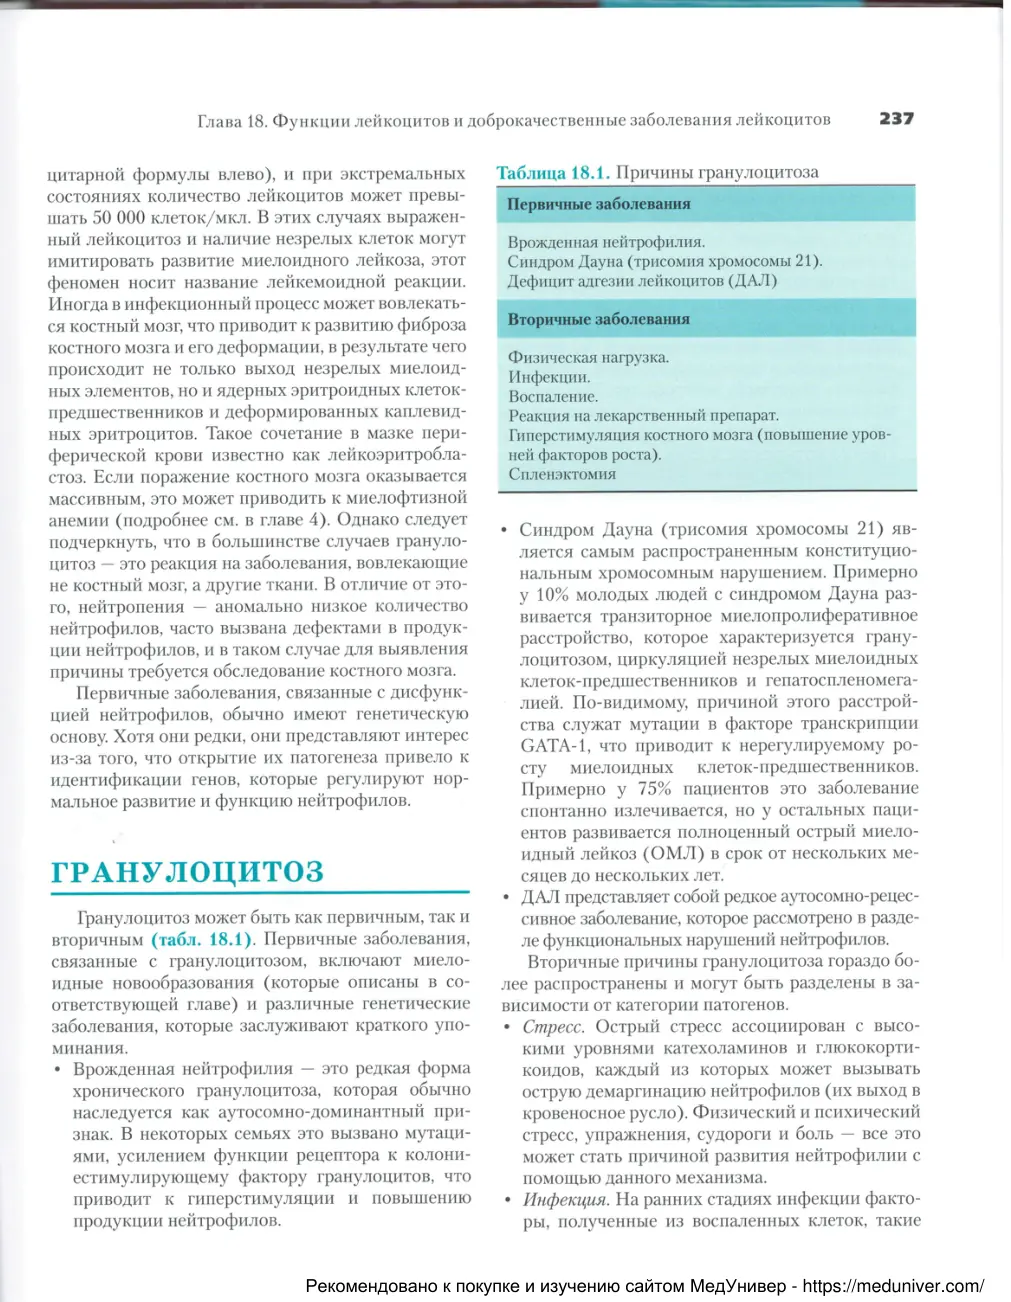 Глава 18. Функции лейкоцитов и доброкачественные заболевания лейкоцитов 237
цитарной формулы влево), и при экстремальных
состояниях количество лейкоцитов может превы-
шать 50 000 клеток/мкл. В этих случаях выражен-
ный лейкоцитоз и наличие незрелых клеток могут
имитировать развитие миелоидного лейкоза, этот
феномен носит название лейкемоидной реакции.
Иногда в инфекционный процесс может вовлекать-
ся костный мозг, что приводит к развитию фиброза
костного мозга и его деформации, в результате чего
происходит не только выход незрелых миелоид-
ных элементов, но и ядерных эритроидных клеток-
предшественников и деформированных каплевид-
ных эритроцитов. Такое сочетание в мазке пери-
ферической крови известно как лейкоэритробла-
стоз. Если поражение костного мозга оказывается
массивным, это может приводить к миелофтизной
анемии (подробнее см. в главе 4). Однако следует
подчеркнуть, что в большинстве случаев грануло-
цитоз — это реакция на заболевания, вовлекающие
не костный мозг, а другие ткани. В отличие от это-
го, нейтропения — аномально низкое количество
нейтрофилов, часто вызвана дефектами в продук-
ции нейтрофилов, и в таком случае для выявления
причины требуется обследование костного мозга.
Первичные заболевания, связанные с дисфунк-
цией нейтрофилов, обычно имеют генетическую
основу. Хотя они редки, они представляют интерес
из-за того, что открытие их патогенеза привело к
идентификации генов, которые регулируют нор-
мальное развитие и функцию нейтрофилов.
ГРАНУЛОЦИТОЗ
Гранулоцитоз может быть как первичным, так и
вторичным (табл. 18.1). Первичные заболевания,
связанные с гранулоцитозом, включают миело-
идные новообразования (которые описаны в со-
ответствующей главе) и различные генетические
заболевания, которые заслуживают краткого упо-
минания.
• Врожденная нейтрофилия — это редкая форма
хронического гранулоцитоза, которая обычно
наследуется как аутосомно-доминантный при-
знак. В некоторых семьях это вызвано мутаци-
ями, усилением функции рецептора к колони-
естимулирующему фактору гранулоцитов, что
приводит к гиперстимуляции и повышению
продукции нейтрофилов.
Таблица 18.1. Причины гранулоцитоза
Первичные заболевания
Врожденная нейтрофилия.
Синдром Дауна (трисомия хромосомы 21).
Дефицит адгезии лейкоцитов (ДАЛ)
Вторичные заболевания
Физическая нагрузка.
Инфекции.
Воспаление.
Реакция на лекарственный препарат.
Гиперстимуляция костного мозга (повышение уров-
ней факторов роста).
Спленэктомия
• Синдром Дауна (трисомия хромосомы 21) яв-
ляется самым распространенным конституцио-
нальным хромосомным нарушением. Примерно
у 10% молодых людей с синдромом Дауна раз-
вивается транзиторное миелопролиферативное
расстройство, которое характеризуется грану-
лоцитозом, циркуляцией незрелых миелоидных
клеток-предшественников и гепатоспленомега-
лией. По-видимому, причиной этого расстрой-
ства служат мутации в факторе транскрипции
GATA-1, что приводит к нерегулируемому ро-
сту миелоидных клеток-предшественников.
Примерно у 75% пациентов это заболевание
спонтанно излечивается, но у остальных паци-
ентов развивается полноценный острый миело-
идный лейкоз (ОМЛ) в срок от нескольких ме-
сяцев до нескольких лет.
• ДАЛ представляет собой редкое аутосомно-рецес-
сивное заболевание, которое рассмотрено в разде-
ле функциональных нарушений нейтрофилов.
Вторичные причины гранулоцитоза гораздо бо-
лее распространены и могут быть разделены в за-
висимости от категории патогенов.
• Стресс. Острый стресс ассоциирован с высо-
кими уровнями катехоламинов и глюкокорти-
коидов, каждый из которых может вызывать
острую демаргинацию нейтрофилов (их выход в
кровеносное русло). Физический и психический
стресс, упражнения, судороги и боль — все это
может стать причиной развития нейтрофилии с
помощью данного механизма.
• Инфекция. На ранних стадиях инфекции факто-
ры, полученные из воспаленных клеток, такие
Рекомендовано к покупке и изучению сайтом МедУнивер - https://meduniver.com/